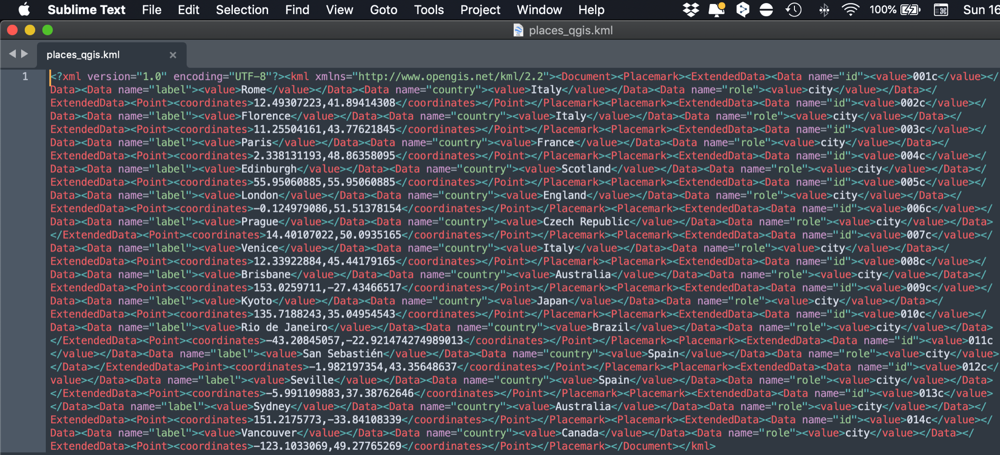 Sublime Text File Edit Selection Find View Goto Tools Project Window Help 100% Sun 16
places_qgis.kml
places_qgis.kml ×
1 <?xml version="1.0" encoding="UTF-8"?><kml xmlns="http://www.opengis.net/kml/2.2"><Document><Placemark><ExtendedData><Data name="id"><value>001c</value></
Data><Data name="label"><value>Rome</value></Data><Data name="country"><value>Italy</value></Data><Data name="role"><value>city</value></Data></
ExtendedData><Point><coordinates>12.49307223,41.89414308</coordinates></Point></Placemark><Placemark><ExtendedData><Data name="id"><value>002c</value></
Data><Data name="label"><value>Florence</value></Data><Data name="country"><value>Italy</value></Data><Data name="role"><value>city</value></Data></
ExtendedData><Point><coordinates>11.25504161,43.77621845</coordinates></Point></Placemark><Placemark><ExtendedData><Data name="id"><value>003c</value></
Data><Data name="label"><value>Paris</value></Data><Data name="country"><value>France</value></Data><Data name="role"><value>city</value></Data></
ExtendedData><Point><coordinates>2.338131193,48.86358095</coordinates></Point></Placemark><Placemark><ExtendedData><Data name="id"><value>004c</value></
Data><Data name="label"><value>Edinburgh</value></Data><Data name="country"><value>Scotland</value></Data><Data name="role"><value>city</value></Data></
ExtendedData><Point><coordinates>55.95060885,55.95060885</coordinates></Point></Placemark><Placemark><ExtendedData><Data name="id"><value>005c</value></
Data><Data name="label"><value>London</value></Data><Data name="country"><value>England</value></Data><Data name="role"><value>city</value></Data></
ExtendedData><Point><coordinates>-0.124979086,51.51378154</coordinates></Point></Placemark><Placemark><ExtendedData><Data name="id"><value>006c</value></
Data><Data name="label"><value>Prague</value></Data><Data name="country"><value>Czech Republic</value></Data><Data name="role"><value>city</value></Data>
</ExtendedData><Point><coordinates>14.40107022,50.0935165</coordinates></Point></Placemark><Placemark><ExtendedData><Data name="id"><value>007c</value></
Data><Data name="label"><value>Venice</value></Data><Data name="country"><value>Italy</value></Data><Data name="role"><value>city</value></Data></
ExtendedData><Point><coordinates>12.33922884,45.44179165</coordinates></Point></Placemark><Placemark><ExtendedData><Data name="id"><value>008c</value></
Data><Data name="label"><value>Brisbane</value></Data><Data name="country"><value>Australia</value></Data><Data name="role"><value>city</value></Data></
ExtendedData><Point><coordinates>153.0259711,-27.43466517</coordinates></Point></Placemark><Placemark><ExtendedData><Data name="id"><value>009c</value></
Data><Data name="label"><value>Kyoto</value></Data><Data name="country"><value>Japan</value></Data><Data name="role"><value>city</value></Data></
ExtendedData><Point><coordinates>135.7188243,35.04954543</coordinates></Point></Placemark><Placemark><ExtendedData><Data name="id"><value>010c</value></
Data><Data name="label"><value>Rio de Janeiro</value></Data><Data name="country"><value>Brazil</value></Data><Data name="role"><value>city</value></Data>
</ExtendedData><Point><coordinates>-43.20845057,-22.921474274989013</coordinates></Point></Placemark><Placemark><ExtendedData><Data name="id"><value>011c
</value></Data><Data name="label"><value>San Sebastién</value></Data><Data name="country"><value>Spain</value></Data><Data name="role"><value>city</value>
</Data></ExtendedData><Point><coordinates>-1.982197354,43.35648637</coordinates></Point></Placemark><Placemark><ExtendedData><Data name="id"><value>012c</
value></Data><Data name="label"><value>Seville</value></Data><Data name="country"><value>Spain</value></Data><Data name="role"><value>city</value></Data>
</ExtendedData><Point><coordinates>-5.991109883,37.38762646</coordinates></Point></Placemark><Placemark><ExtendedData><Data name="id"><value>013c</value>
</Data><Data name="label"><value>Sydney</value></Data><Data name="country"><value>Australia</value></Data><Data name="role"><value>city</value></Data></
ExtendedData><Point><coordinates>151.2175773,-33.84108339</coordinates></Point></Placemark><Placemark><ExtendedData><Data name="id"><value>014c</value></
Data><Data name="label"><value>Vancouver</value></Data><Data name="country"><value>Canada</value></Data><Data name="role"><value>city</value></Data></
ExtendedData><Point><coordinates>-123.1033069,49.27765269</coordinates></Point></Placemark></Document></kml>